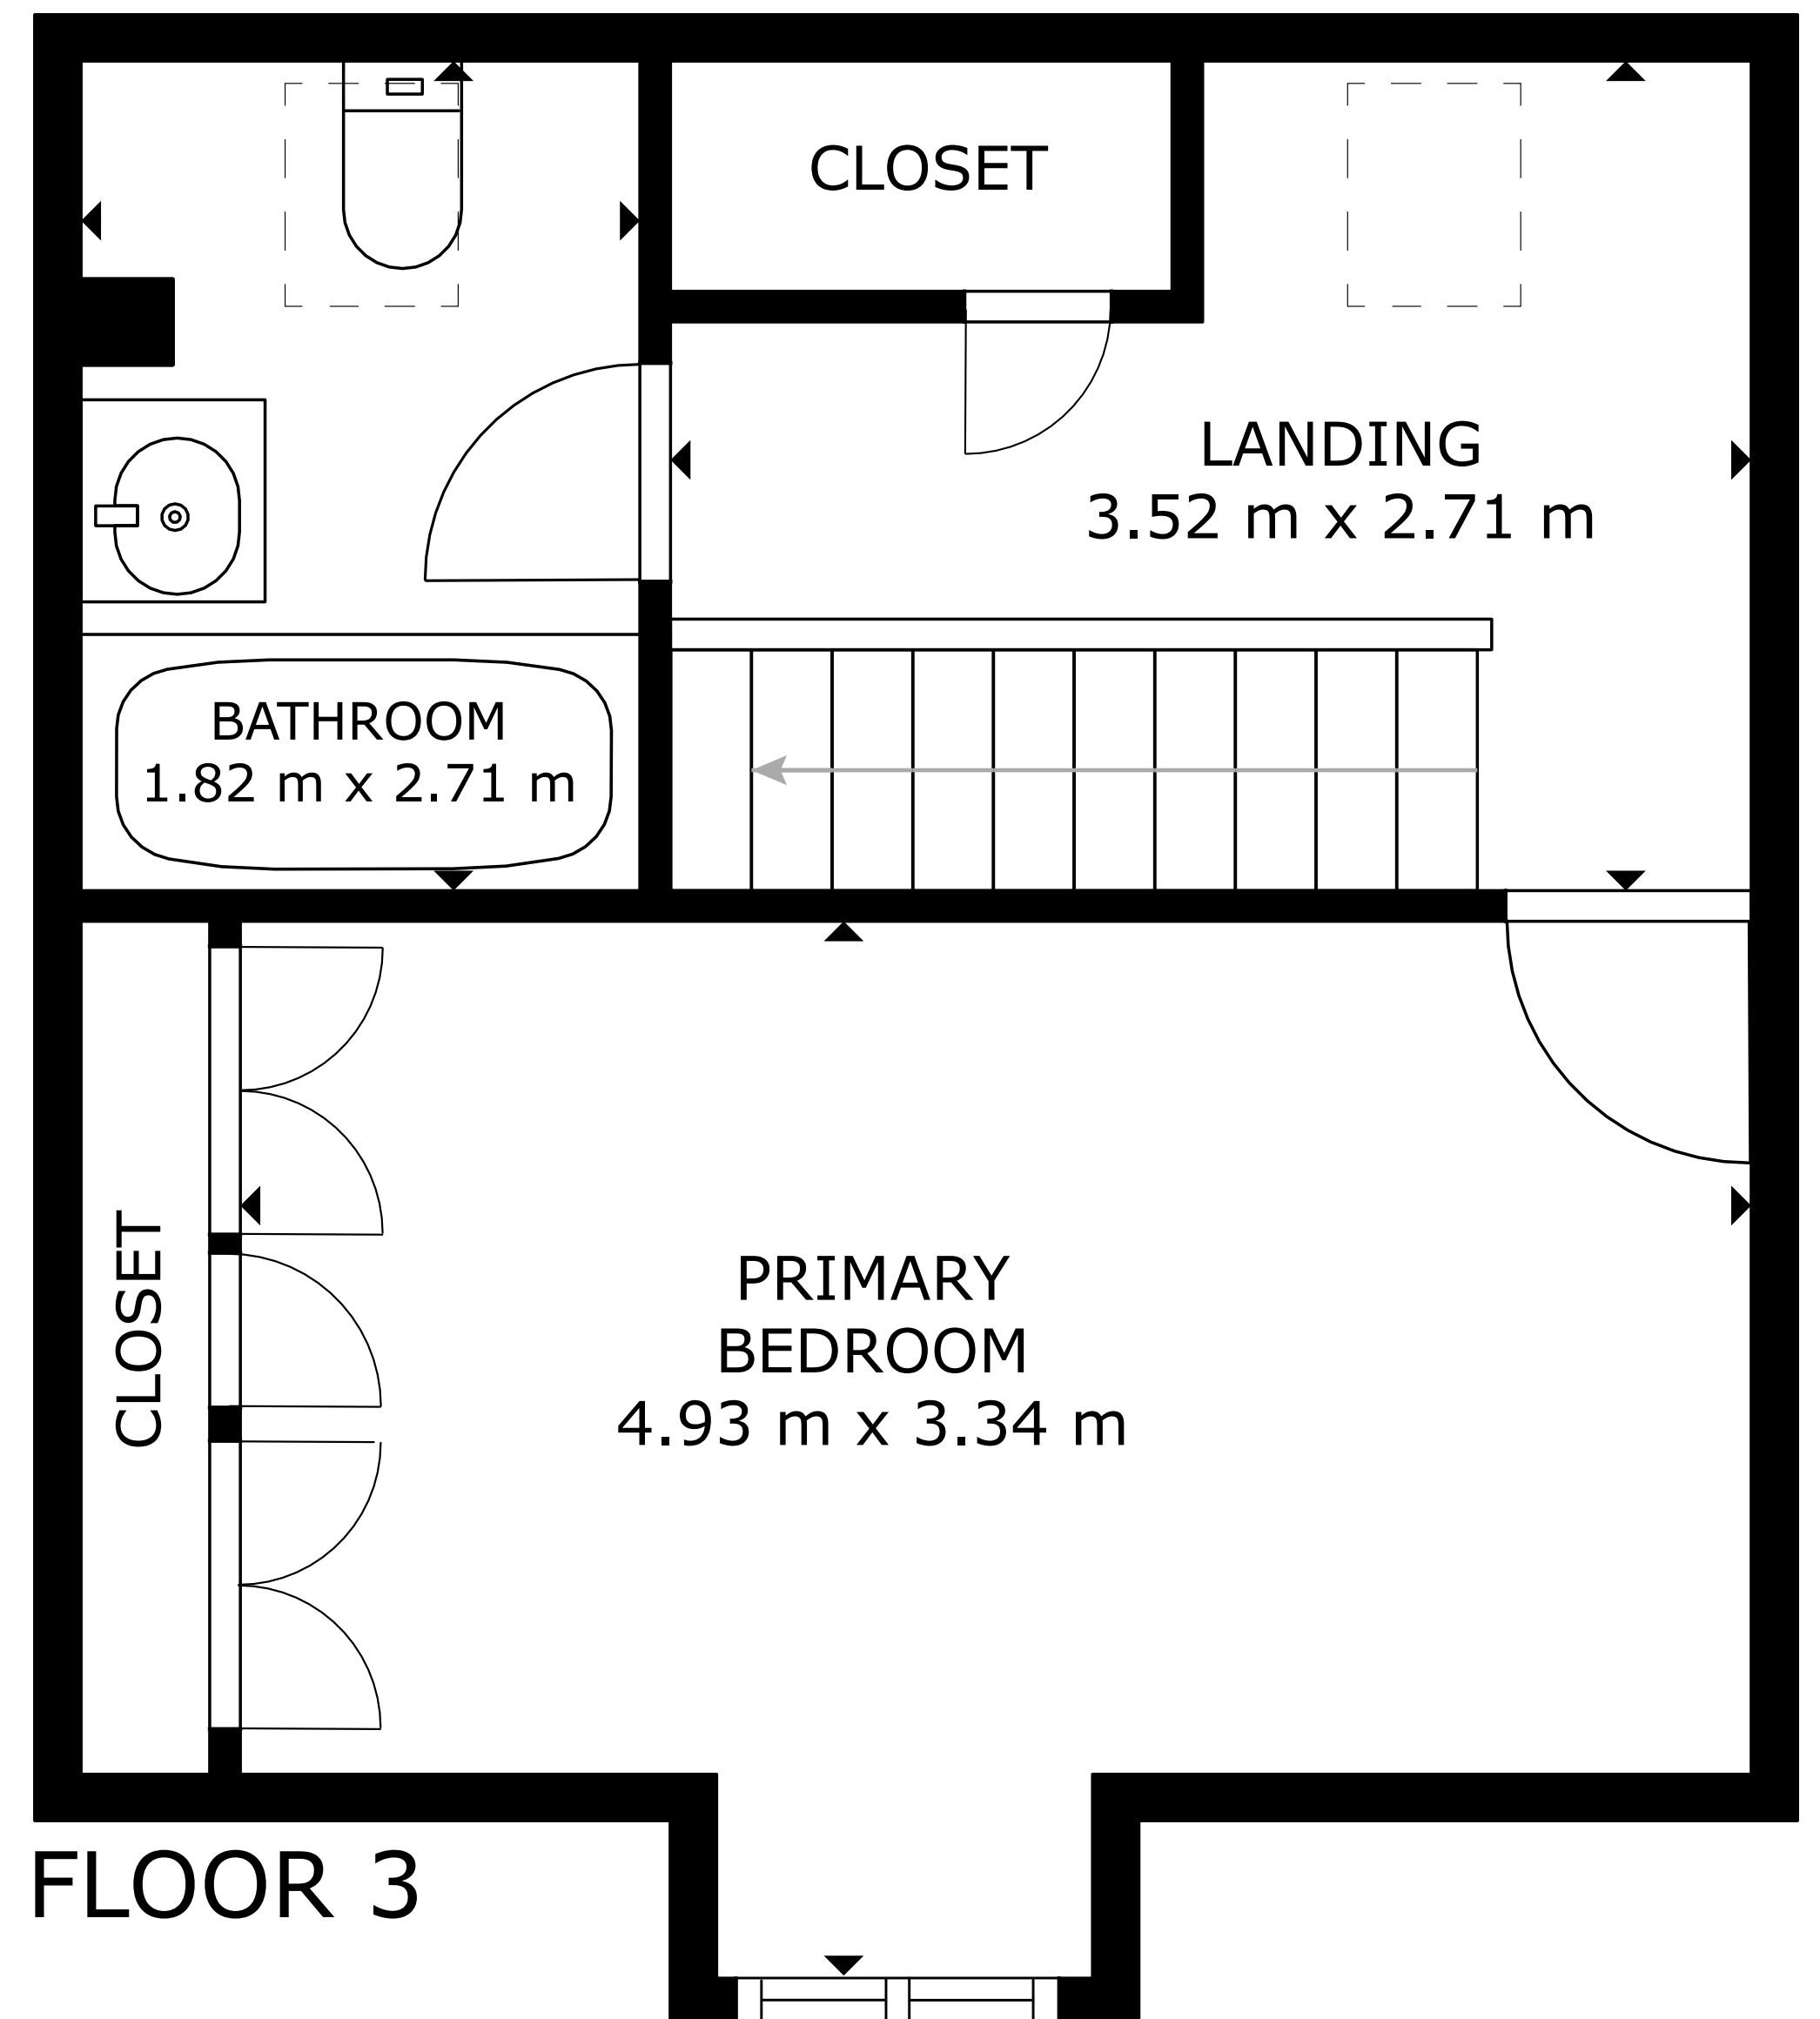 CLOSET
LANDING
3.52 m x 2.71 m
BATHROOM
1.82 m x 2.71 m
CLOSET
PRIMARY
BEDROOM
4.93 m x 3.34 m
FLOOR 3